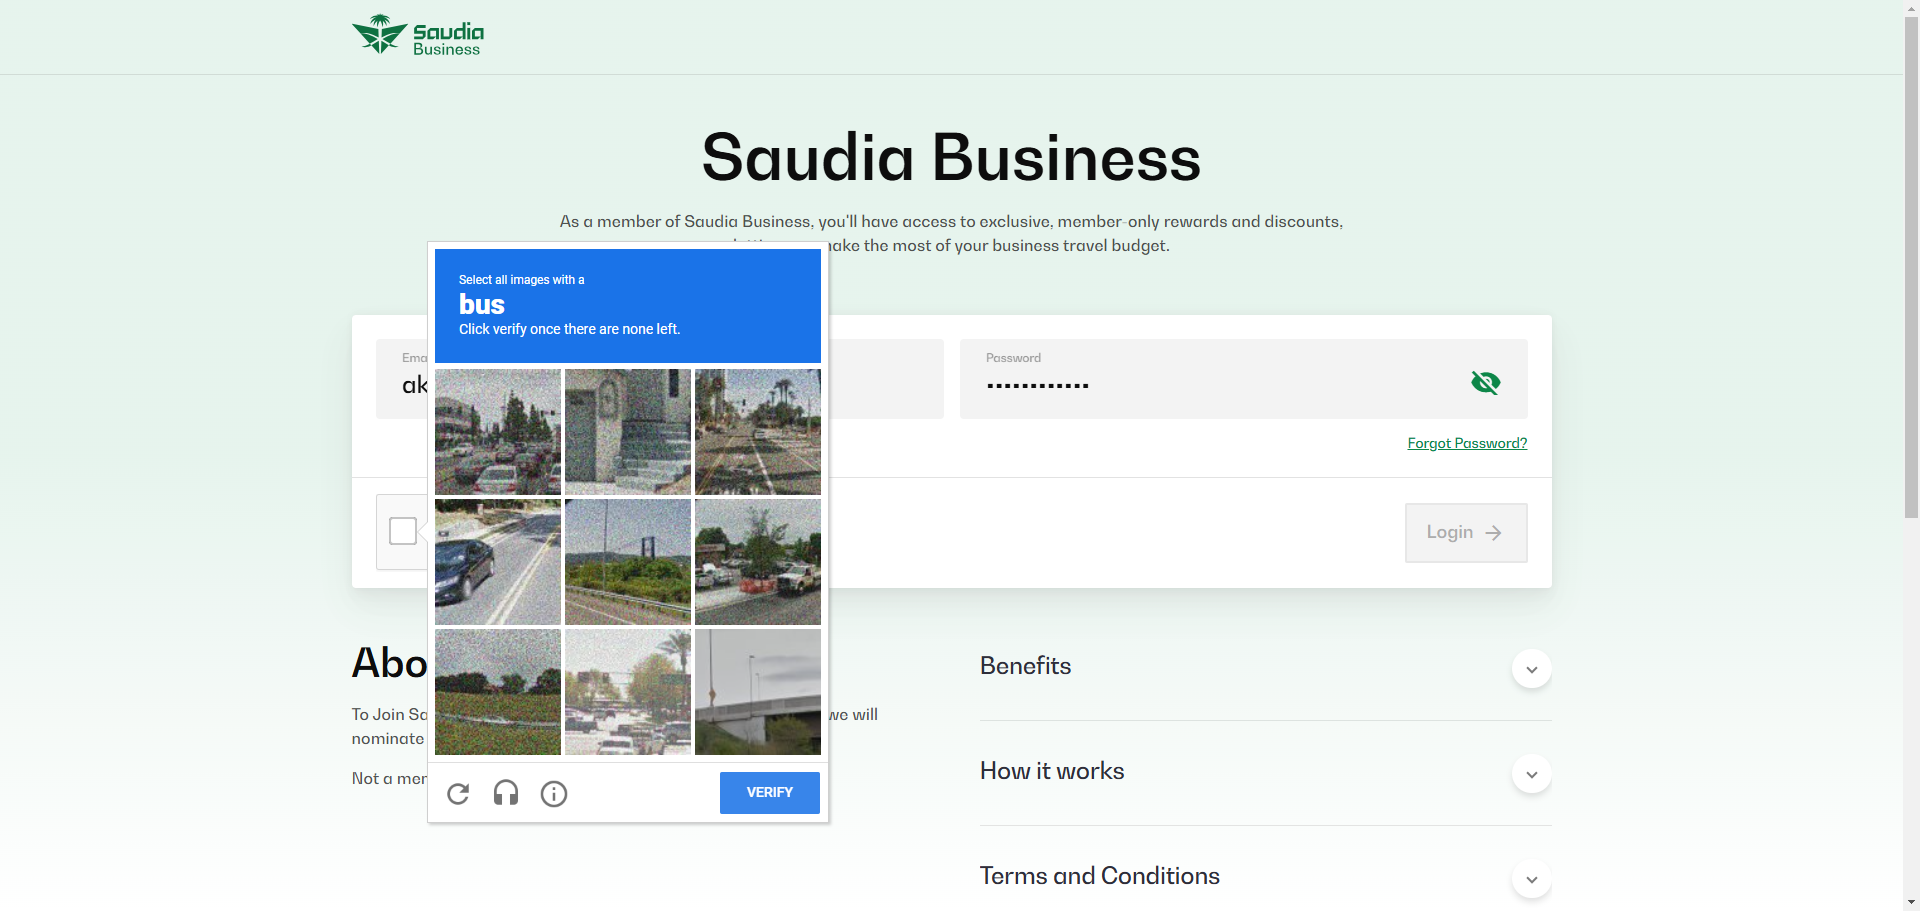 Saudia
Business
Saudia Business
As a member of Saudia Business, you'll have access to exclusive, member-only rewards and discounts,
make the most of your business travel budget.
Select all images with a
bus
Click verify once there are none left.
Ema
ak
Password
••••••••••••
Forgot Password?
Login
VERIFY
Abo
To Join Sa
we will
nominate
Not a mer
Benefits
How it works
Terms and Conditions